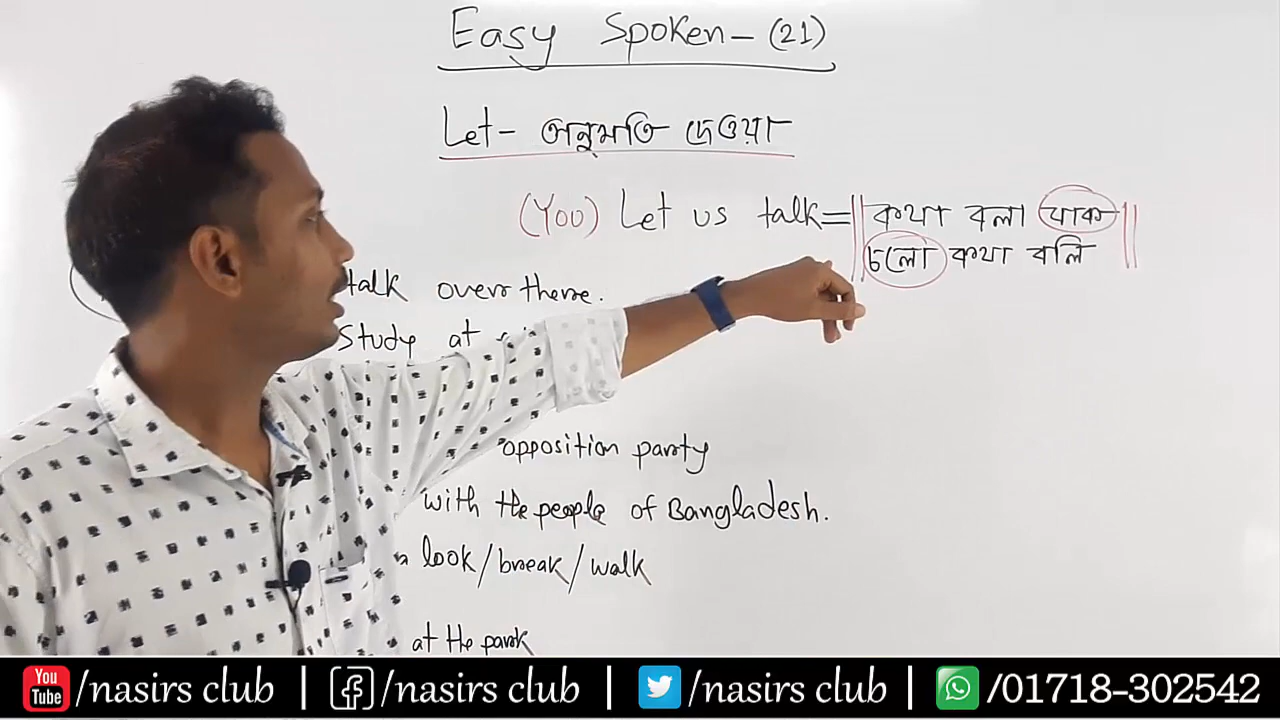 Easy Spoken - (21)
Let - অনুমতি দেওয়া
(You) Let us talk = কথা বলা যাক
চলো কথা বলি
talk over there.
Study at
opposition party
with the people of Bangladesh.
look/break/walk
at the park
You Tube /nasirs club f /nasirs club /nasirs club /01718-302542